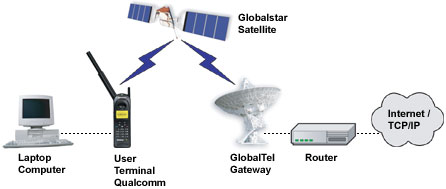 Globalstar
Satellite
Internet /
TCP/IP
Laptop
Computer
User
Terminal
Qualcomm
GlobalTel
Gateway
Router